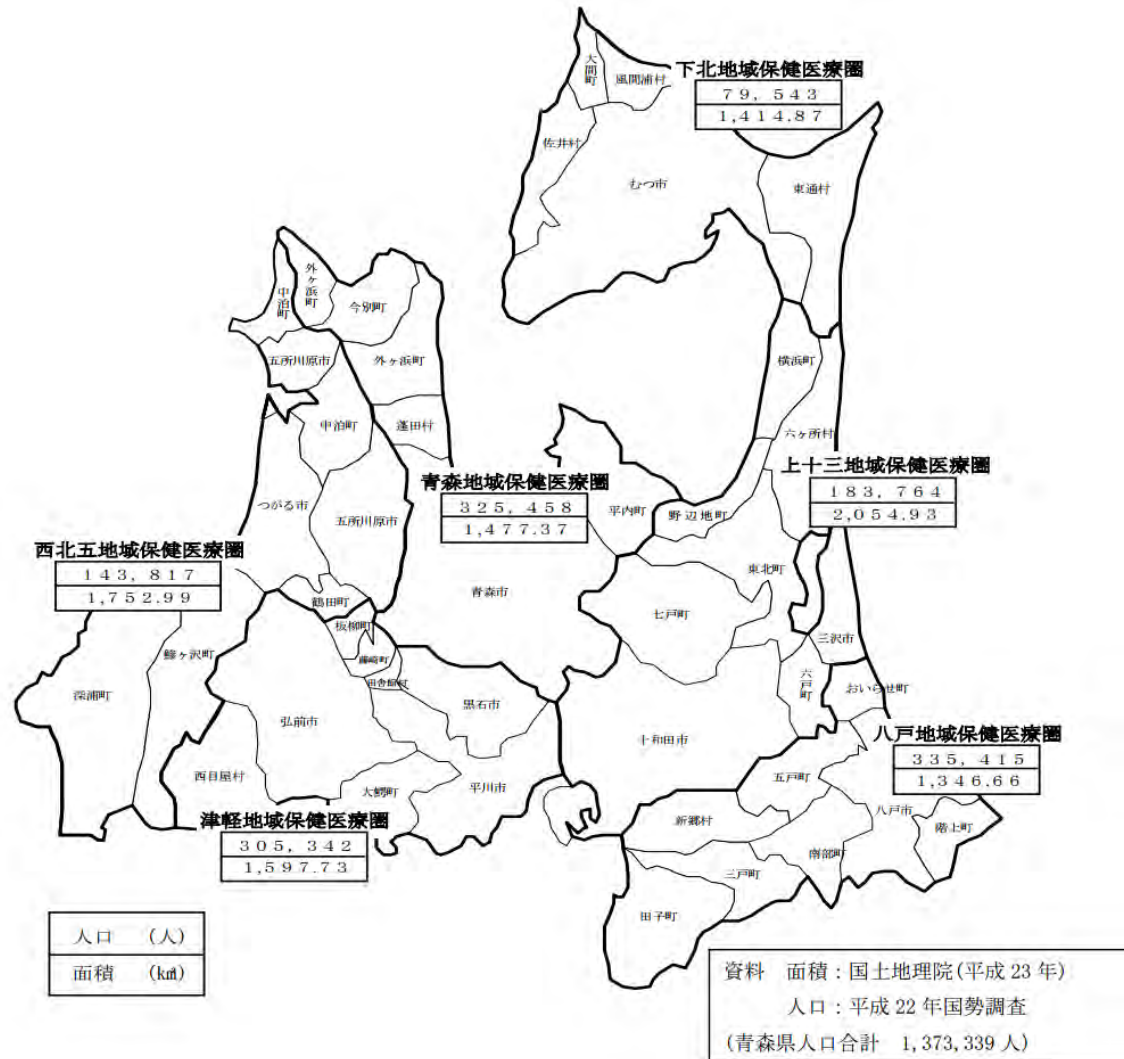 大間町
風間浦村
下北地域保健医療圏
79,543
1,414.87
佐井村
むつ市
東通村
外ヶ浜町
中泊町
今別町
五所川原市
外ヶ浜町
横浜町
中泊町
蓬田村
六ヶ所村
青森地域保健医療圏
325,458
1,477.37
上十三地域保健医療圏
183,764
2,054.93
つがる市
五所川原市
平内町
野辺地町
西北五地域保健医療圏
143,817
1,752.99
東北町
青森市
鶴田町
七戸町
板柳町
三沢市
鰺ヶ沢町
藤崎町
六戸町
田舎館村
おいらせ町
深浦町
黒石市
弘前市
十和田市
八戸地域保健医療圏
335,415
1,346.66
西目屋村
大鰐町
平川市
五戸町
八戸市
新郷村
階上町
津軽地域保健医療圏
305,342
1,597.73
南部町
三戸町
田子町
人口 (人)
面積 (k㎡)
資料 面積：国土地理院(平成23年)
人口：平成22年国勢調査
(青森県人口合計 1,373,339人)